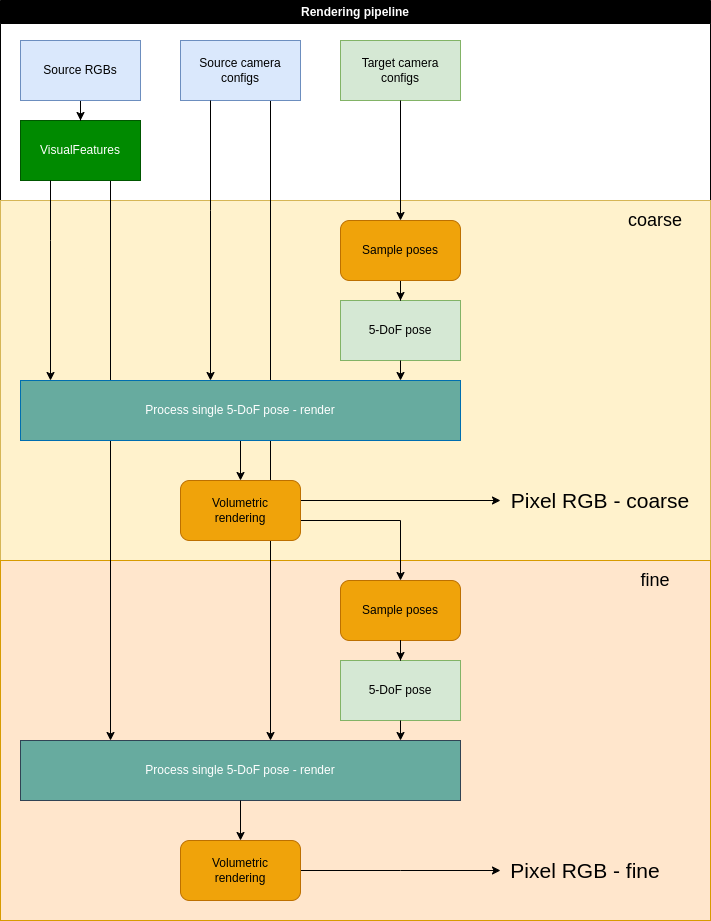 Rendering pipeline
Source RGBs
Source camera
configs
Target camera
configs
VisualFeatures
coarse
Sample poses
5-DoF pose
Process single 5-DoF pose - render
Volumetric
rendering
Pixel RGB - coarse
fine
Sample poses
5-DoF pose
Process single 5-DoF pose - render
Volumetric
rendering
Pixel RGB - fine